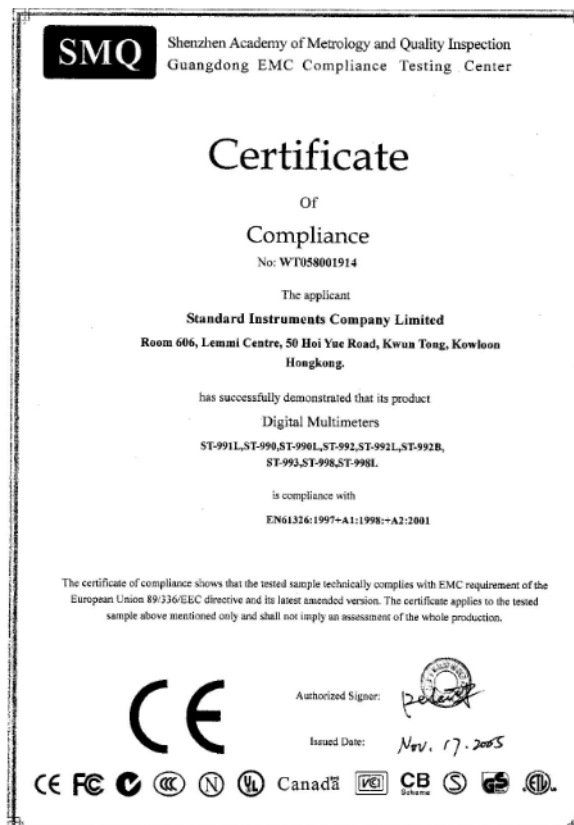 SMQ
Shenzhen Academy of Metrology and Quality Inspection
Guangdong EMC Compliance Testing Center
Certificate
Of
Compliance
No: WT058001914
The applicant
Standard Instruments Company Limited
Room 606, Lemmi Centre, 50 Hoi Yue Road, Kwun Tong, Kowloon
Hongkong.
has successfully demonstrated that its product
Digital Multimeters
ST-991L,ST-990,ST-990L,ST-992,ST-992L,ST-992B,
ST-993,ST-998,ST-998L
is compliance with
EN61326:1997+A1:1998:+A2:2001
The certificate of compliance shows that the tested sample technically complies with EMC requirement of the
European Union 89/336/EEC directive and its latest amended version. The certificate applies to the tested
sample above mentioned only and shall not imply an assessment of the whole production.
CE
Authorized Signer:
Issued Date: Nov. 17. 2005
CE FC N UL Canada VCI CB Scheme S GS ETL